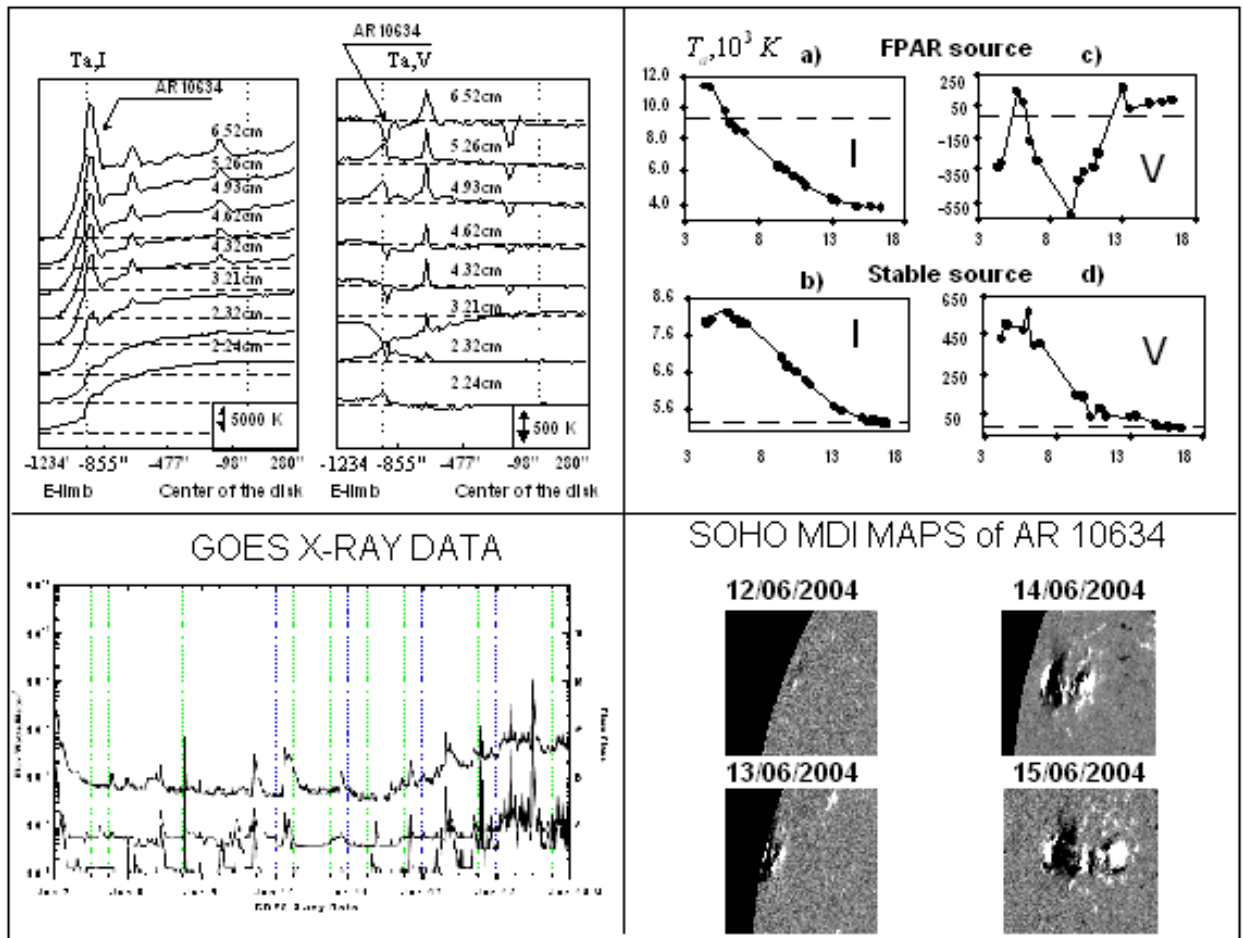 AR 10634
Ta,I
AR 10634
6.52cm
5.26cm
4.93cm
4.62cm
4.32cm
3.21cm
2.32cm
2.24cm
5000 K
-1234' -855" -477' -98" 280"
E-limb Center of the disk
AR 10634
Ta,V
6.52cm
5.26cm
4.93cm
4.62cm
4.32cm
3.21cm
2.32cm
2.24cm
500 K
-1234 -855" -477' -98" 280"
E-limb Center of the disk
Ta,10³ K a) FPAR source c)
12.0
10.0
8.0
6.0
4.0
I
3 8 13 18
250
50
-150
-350
-550
V
3 8 13 18
b) Stable source d)
8.6
7.6
6.6
5.6
I
3 8 13 18
650
450
250
50
V
3 8 13 18
GOES X-RAY DATA
SOHO MDI MAPS of AR 10634
12/06/2004 14/06/2004
13/06/2004 15/06/2004